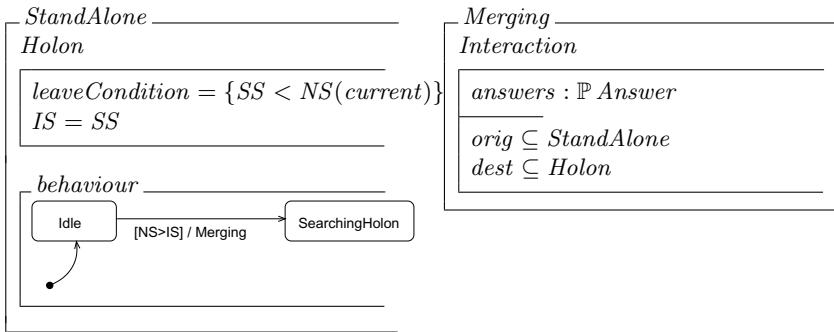 StandAlone
Holon
leaveCondition = {SS < NS(current)}
IS = SS
behaviour
Idle
[NS>IS] / Merging
SearchingHolon
Merging
Interaction
answers : ℙ Answer
orig ⊆ StandAlone
dest ⊆ Holon